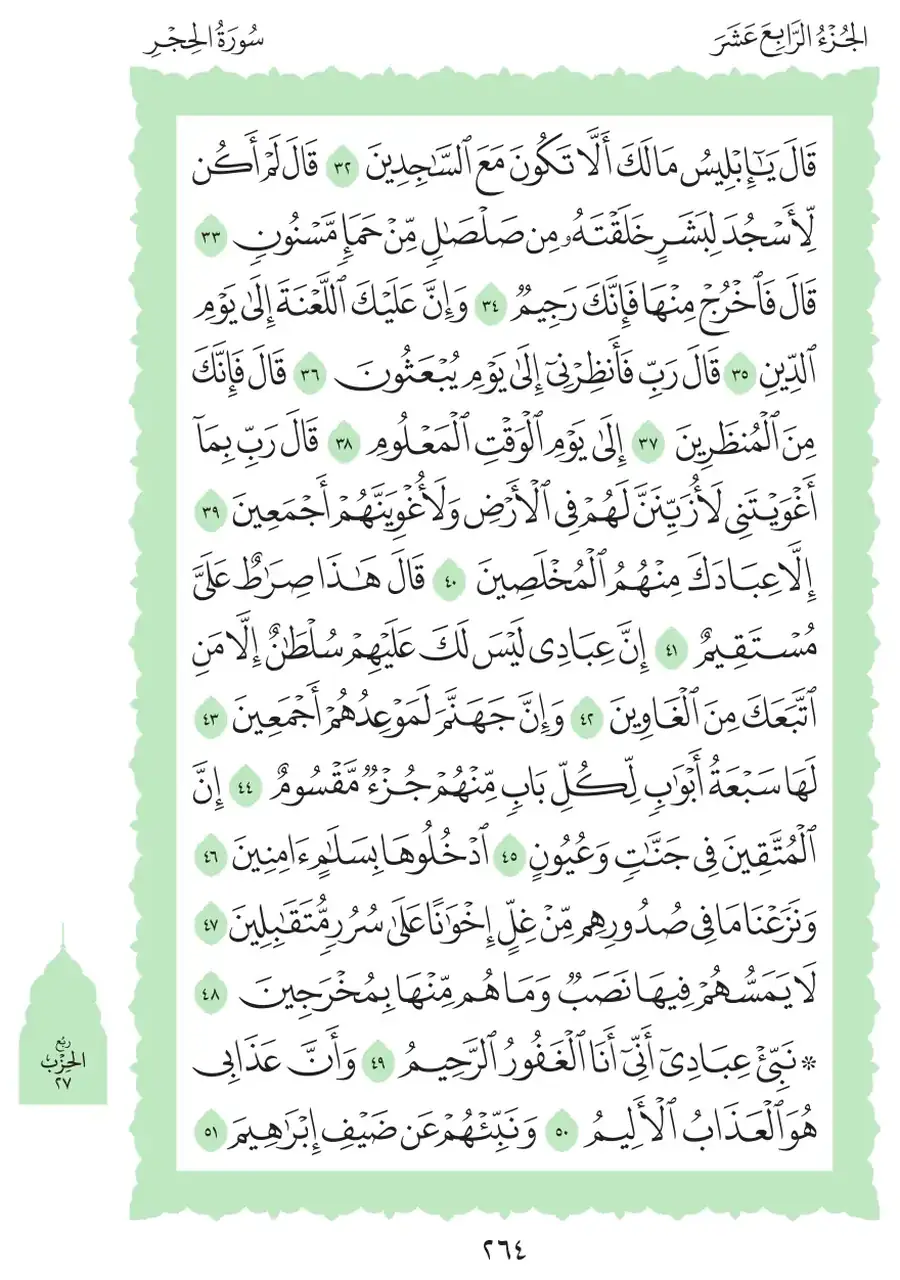 الجُزْءُ الرَّابِعَ عَشَرَ
سُورَةُ الحِجْرِ
قَالَ يَٰٓإِبْلِيسُ مَا لَكَ أَلَّا تَكُونَ مَعَ ٱلسَّٰجِدِينَ ٣٢ قَالَ لَمْ أَكُن
لِّأَسْجُدَ لِبَشَرٍ خَلَقْتَهُۥ مِن صَلْصَٰلٍ مِّنْ حَمَإٍ مَّسْنُونٍ ٣٣
قَالَ فَٱخْرُجْ مِنْهَا فَإِنَّكَ رَجِيمٌ ٣٤ وَإِنَّ عَلَيْكَ ٱللَّعْنَةَ إِلَىٰ يَوْمِ
ٱلدِّينِ ٣٥ قَالَ رَبِّ فَأَنظِرْنِىٓ إِلَىٰ يَوْمِ يُبْعَثُونَ ٣٦ قَالَ فَإِنَّكَ
مِنَ ٱلْمُنظَرِينَ ٣٧ إِلَىٰ يَوْمِ ٱلْوَقْتِ ٱلْمَعْلُومِ ٣٨ قَالَ رَبِّ بِمَآ
أَغْوَيْتَنِى لَأُزَيِّنَنَّ لَهُمْ فِى ٱلْأَرْضِ وَلَأُغْوِيَنَّهُمْ أَجْمَعِينَ ٣٩
إِلَّا عِبَادَكَ مِنْهُمُ ٱلْمُخْلَصِينَ ٤٠ قَالَ هَٰذَا صِرَٰطٌ عَلَىَّ
مُسْتَقِيمٌ ٤١ إِنَّ عِبَادِى لَيْسَ لَكَ عَلَيْهِمْ سُلْطَٰنٌ إِلَّا مَنِ
ٱتَّبَعَكَ مِنَ ٱلْغَاوِينَ ٤٢ وَإِنَّ جَهَنَّمَ لَمَوْعِدُهُمْ أَجْمَعِينَ ٤٣
لَهَا سَبْعَةُ أَبْوَٰبٍ لِّكُلِّ بَابٍ مِّنْهُمْ جُزْءٌ مَّقْسُومٌ ٤٤ إِنَّ
ٱلْمُتَّقِينَ فِى جَنَّٰتٍ وَعُيُونٍ ٤٥ ٱدْخُلُوهَا بِسَلَٰمٍ ءَامِنِينَ ٤٦
وَنَزَعْنَا مَا فِى صُدُورِهِم مِّنْ غِلٍّ إِخْوَٰنًا عَلَىٰ سُرُرٍ مُّتَقَٰبِلِينَ ٤٧
لَا يَمَسُّهُمْ فِيهَا نَصَبٌ وَمَا هُم مِّنْهَا بِمُخْرَجِينَ ٤٨
* نَبِّئْ عِبَادِىٓ أَنِّىٓ أَنَا ٱلْغَفُورُ ٱلرَّحِيمُ ٤٩ وَأَنَّ عَذَابِى
هُوَ ٱلْعَذَابُ ٱلْأَلِيمُ ٥٠ وَنَبِّئْهُمْ عَن ضَيْفِ إِبْرَٰهِيمَ ٥١
رُبُع
الحِزْب
٢٧
٢٦٤